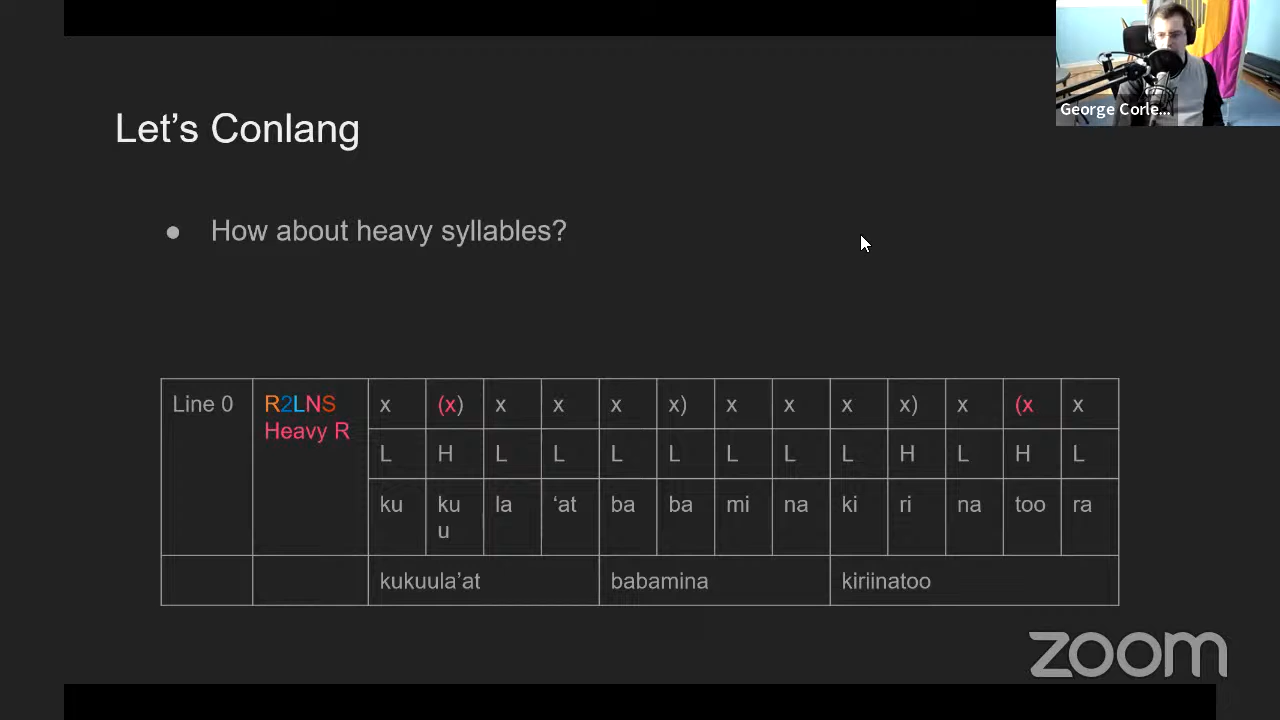 George Corle...
Let's Conlang
● How about heavy syllables?
Line 0 R2LNS x (x) x x x x) x x x x) x (x x
Heavy R
L H L L L L L L L H L H L
ku ku la 'at ba ba mi na ki ri na too ra
u
kukuula'at babamina kiriinatoo
zoom